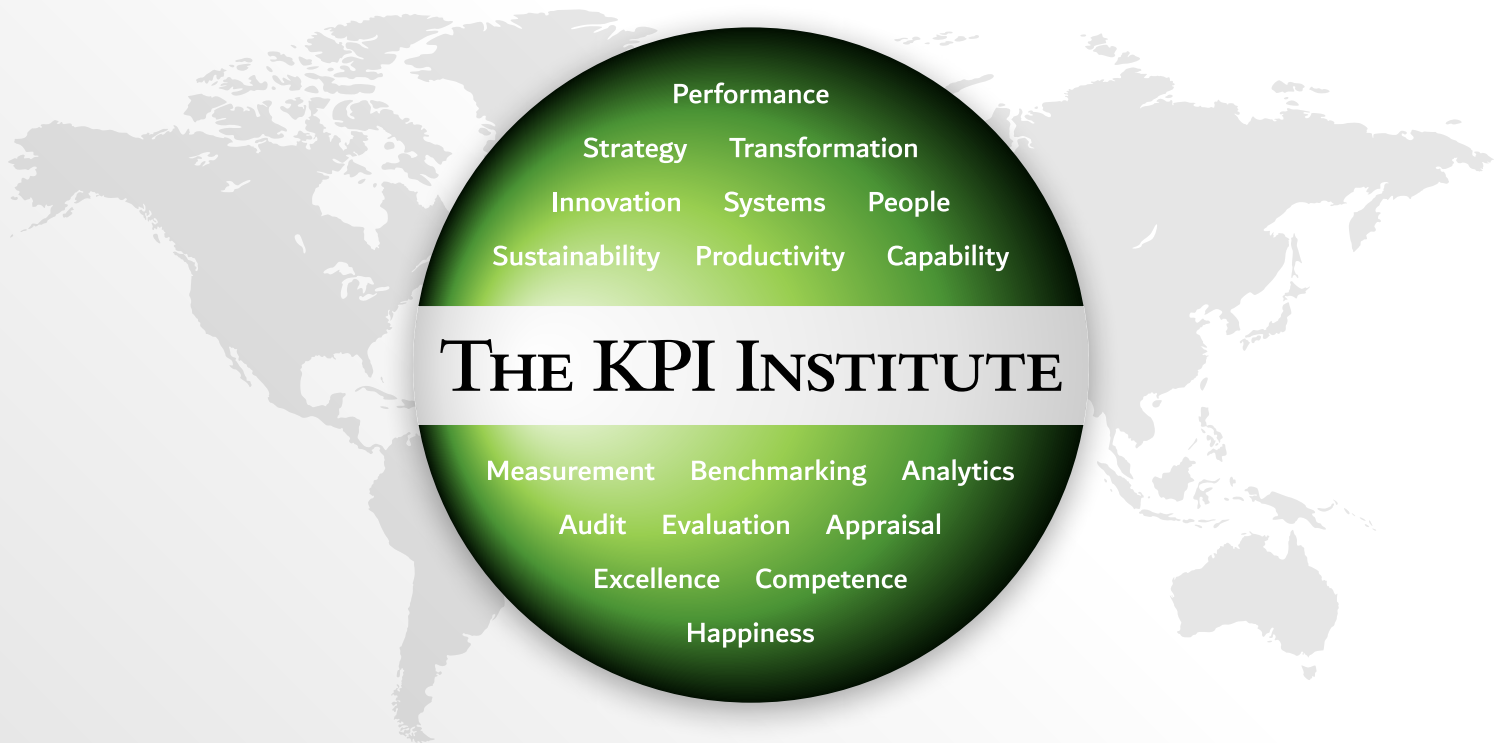 Performance
Strategy Transformation
Innovation Systems People
Sustainability Productivity Capability
The KPI Institute
Measurement Benchmarking Analytics
Audit Evaluation Appraisal
Excellence Competence
Happiness